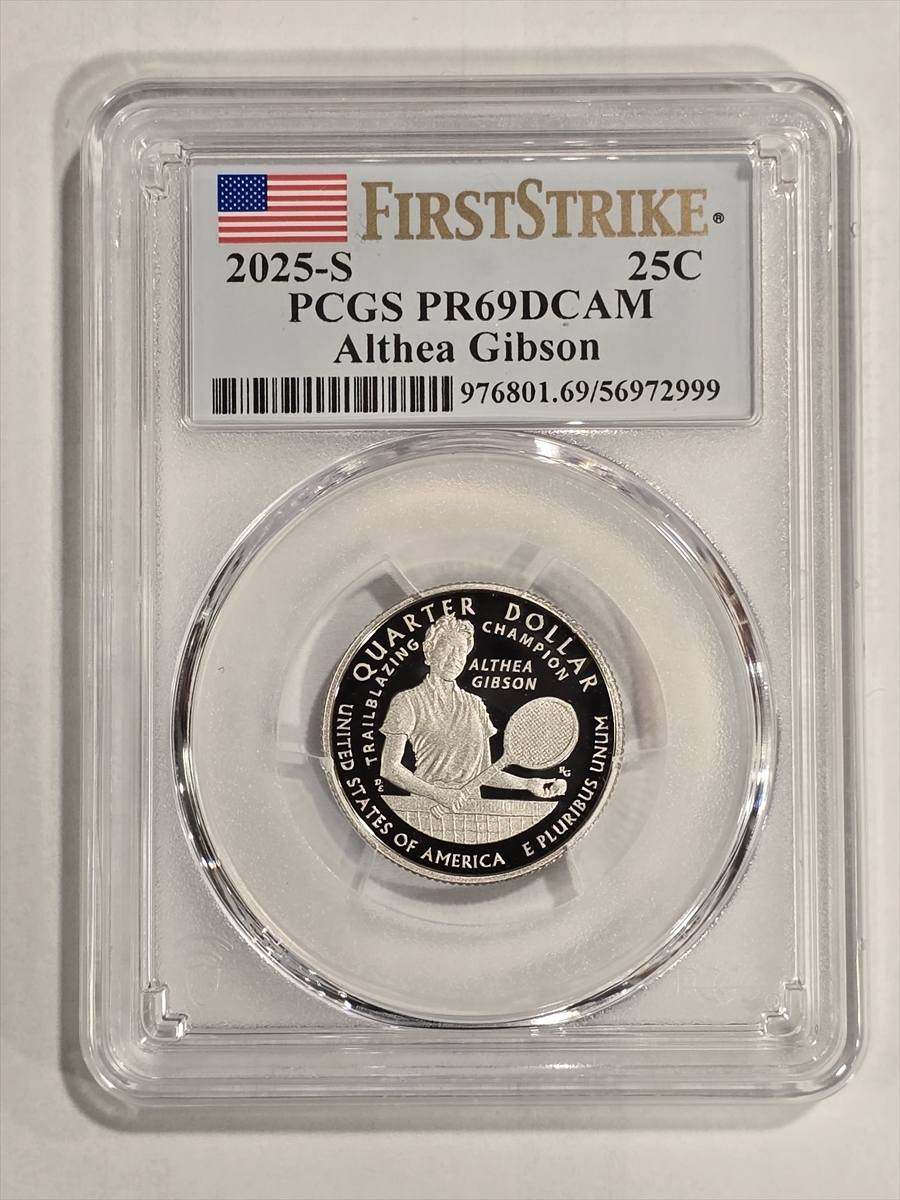 FIRSTSTRIKE®
2025-S 25C
PCGS PR69DCAM
Althea Gibson
976801.69/56972999
QUARTER DOLLAR
TRAILBLAZING CHAMPION
ALTHEA
GIBSON
UNITED STATES OF AMERICA
E PLURIBUS UNUM
RG